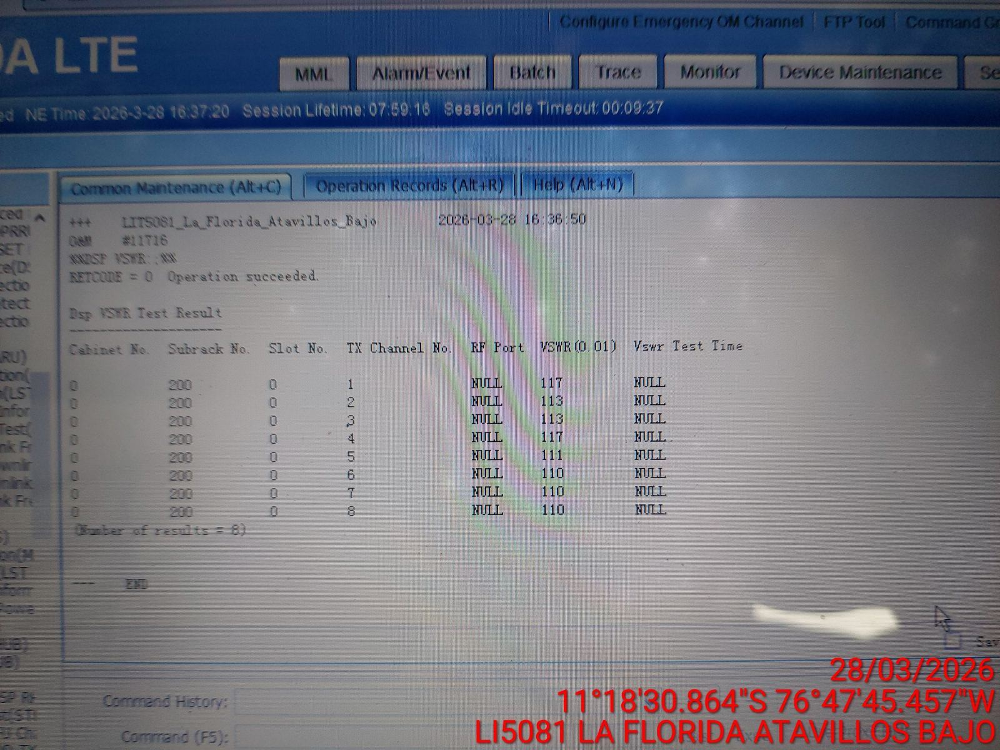 Configure Emergency OM Channel | FTP Tool | Command
DA LTE
MML Alarm/Event Batch Trace Monitor Device Maintenance Se
ed NE Time: 2026-3-28 16:37:20 Session Lifetime: 07:59:16 Session Idle Timeout: 00:09:37
Common Maintenance (Alt+C) Operation Records (Alt+R) Help (Alt+N)
+++ LIT5081_La_Florida_Atavillos_Bajo 2026-03-28 16:36:50
O&M #11716
%%DSP VSWR:;%%
RETCODE = 0 Operation succeeded.
Dsp VSWR Test Result
--------------------
Cabinet No. Subrack No. Slot No. TX Channel No. RF Port VSWR(0.01) Vswr Test Time
0 200 0 1 NULL 117 NULL
0 200 0 2 NULL 113 NULL
0 200 0 3 NULL 113 NULL
0 200 0 4 NULL 117 NULL
0 200 0 5 NULL 111 NULL
0 200 0 6 NULL 110 NULL
0 200 0 7 NULL 110 NULL
0 200 0 8 NULL 110 NULL
(Number of results = 8)
--- END
Sav
Command History:
Command (F5):
28/03/2026
11°18'30.864"S 76°47'45.457"W
LI5081 LA FLORIDA ATAVILLOS BAJO